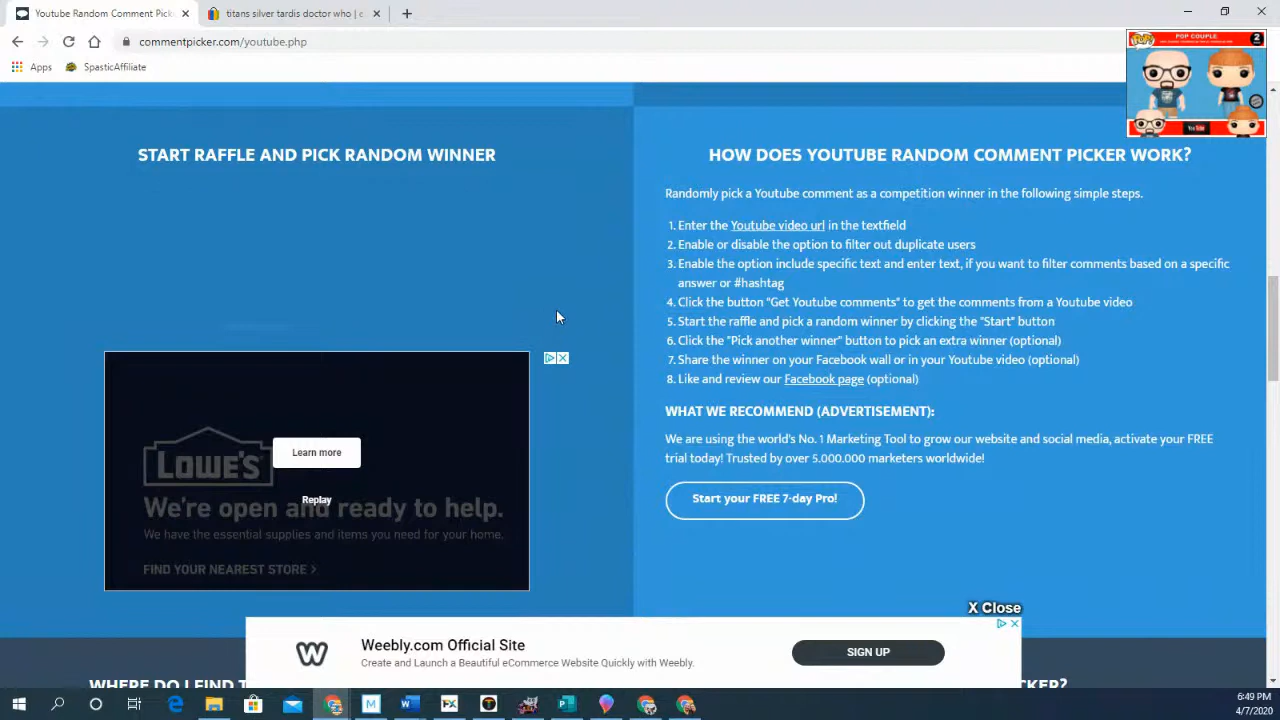 Youtube Random Comment Pick
titans silver tardis doctor who | e
commentpicker.com/youtube.php
Apps
SpasticAffiliate
POP COUPLE
2
START RAFFLE AND PICK RANDOM WINNER
HOW DOES YOUTUBE RANDOM COMMENT PICKER WORK?
Randomly pick a Youtube comment as a competition winner in the following simple steps.
1. Enter the Youtube video url in the textfield
2. Enable or disable the option to filter out duplicate users
3. Enable the option include specific text and enter text, if you want to filter comments based on a specific
answer or #hashtag
4. Click the button "Get Youtube comments" to get the comments from a Youtube video
5. Start the raffle and pick a random winner by clicking the "Start" button
6. Click the "Pick another winner" button to pick an extra winner (optional)
7. Share the winner on your Facebook wall or in your Youtube video (optional)
8. Like and review our Facebook page (optional)
WHAT WE RECOMMEND (ADVERTISEMENT):
We are using the world's No. 1 Marketing Tool to grow our website and social media, activate your FREE
trial today! Trusted by over 5.000.000 marketers worldwide!
Start your FREE 7-day Pro!
Learn more
LOWE'S
Replay
We're open and ready to help.
We have the essential supplies and items you need for your home.
FIND YOUR NEAREST STORE >
X Close
Weebly.com Official Site
Create and Launch a Beautiful eCommerce Website Quickly with Weebly.
SIGN UP
6:49 PM
4/7/2020